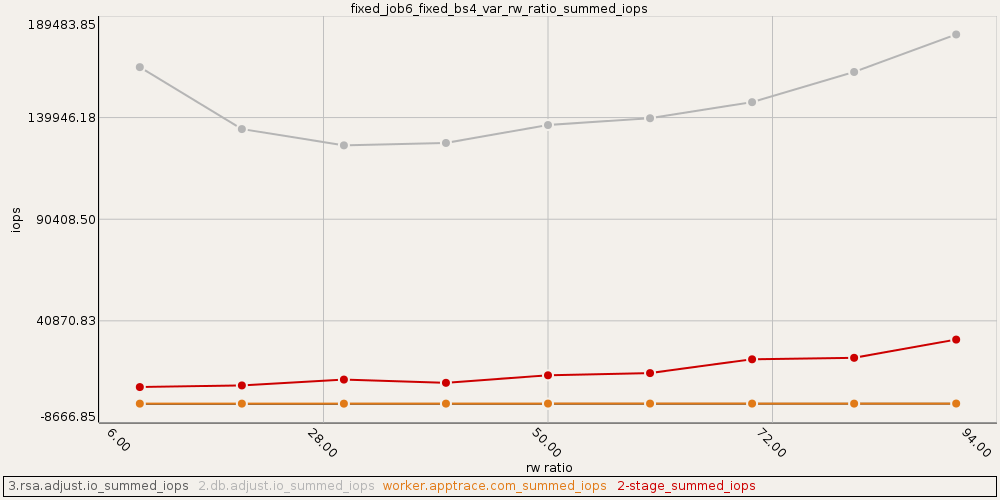 fixed_job6_fixed_bs4_var_rw_ratio_summed_iops
189483.85
139946.18
90408.50
40870.83
-8666.85
iops
6.00
28.00
50.00
72.00
94.00
rw ratio
3.rsa.adjust.io_summed_iops 2.db.adjust.io_summed_iops worker.apptrace.com_summed_iops 2-stage_summed_iops